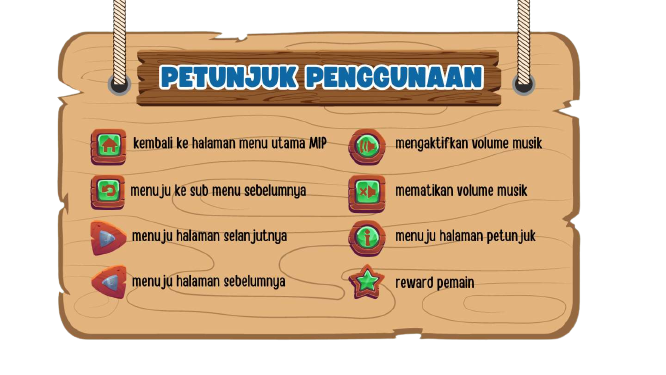 PETUNJUK PENGGUNAAN
kembali ke halaman menu utama MIP
menuju ke sub menu sebelumnya
menuju halaman selanjutnya
menuju halaman sebelumnya
mengaktifkan volume musik
mematikan volume musik
menuju halaman petunjuk
reward pemain